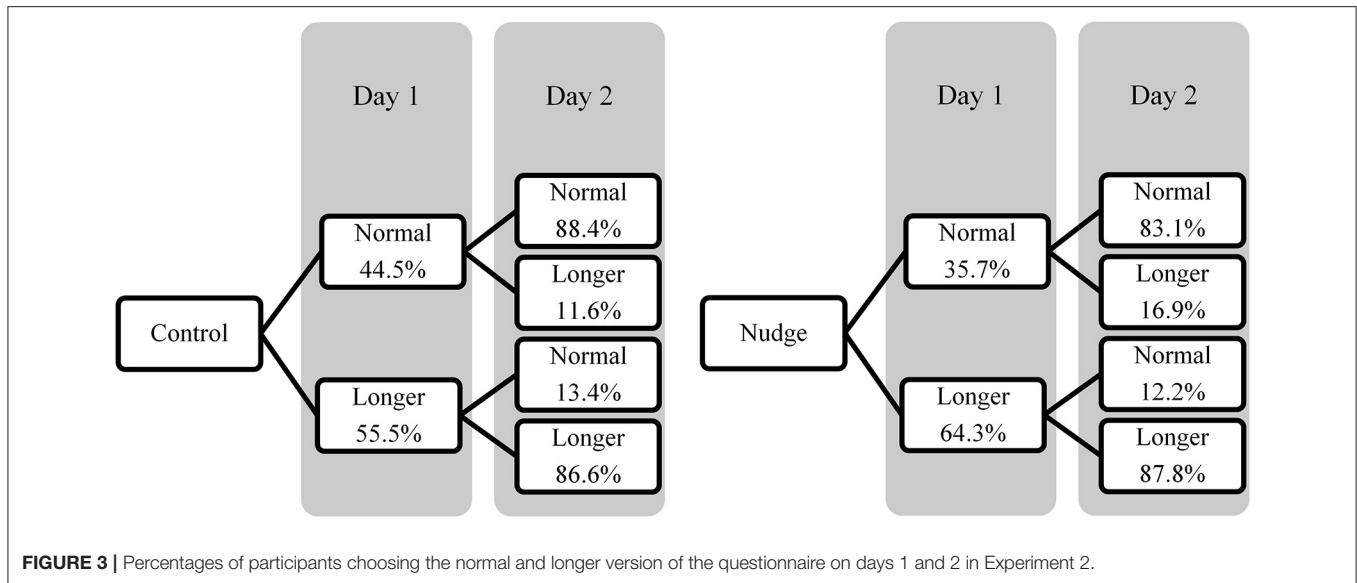 Day 1
Day 2
Control
Normal
44.5%
Longer
55.5%
Normal
88.4%
Longer
11.6%
Normal
13.4%
Longer
86.6%
Day 1
Day 2
Nudge
Normal
35.7%
Longer
64.3%
Normal
83.1%
Longer
16.9%
Normal
12.2%
Longer
87.8%
FIGURE 3 | Percentages of participants choosing the normal and longer version of the questionnaire on days 1 and 2 in Experiment 2.